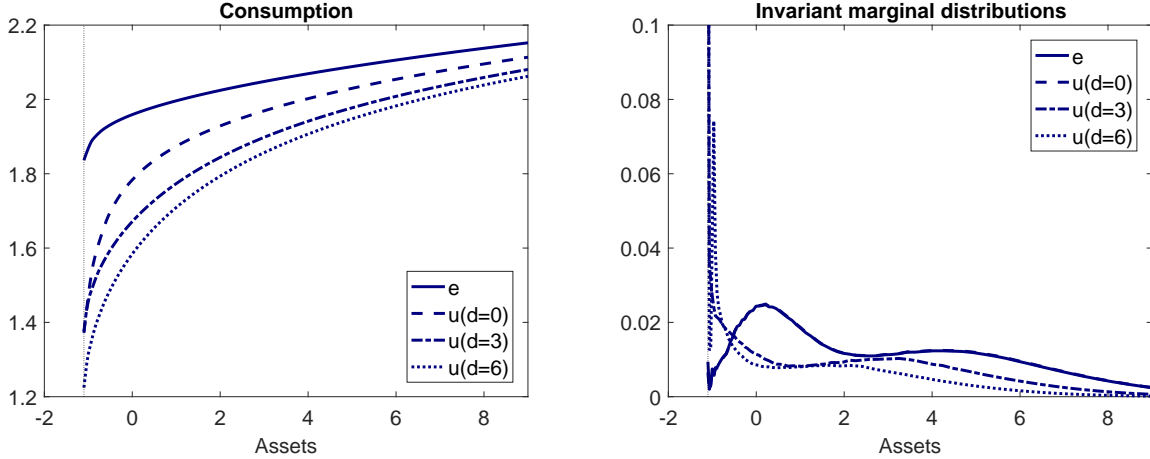 Consumption
2.2
2
1.8
1.6
1.4
1.2
-2
0
2
4
6
8
Assets
e
u(d=0)
u(d=3)
u(d=6)
Invariant marginal distributions
0.1
0.08
0.06
0.04
0.02
0
-2
0
2
4
6
8
Assets
e
u(d=0)
u(d=3)
u(d=6)